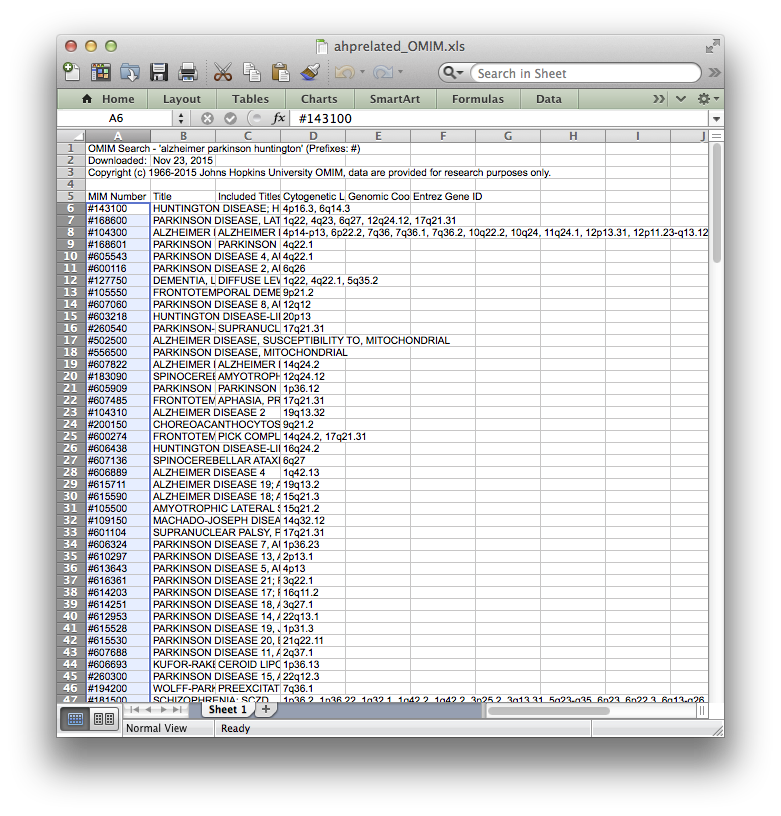 ahprelated_OMIM.xls
Search in Sheet
Home Layout Tables Charts SmartArt Formulas Data
A6 fx #143100
A B C D E F G H I J
1 OMIM Search - 'alzheimer parkinson huntington' (Prefixes: #)
2 Downloaded: Nov 23, 2015
3 Copyright (c) 1966-2015 Johns Hopkins University OMIM, data are provided for research purposes only.
4
5 MIM Number Title Included Titles Cytogenetic L Genomic Coo Entrez Gene ID
6 #143100 HUNTINGTON DISEASE; H 4p16.3, 6q14.3
7 #168600 PARKINSON DISEASE, LAT 1q22, 4q23, 6q27, 12q24.12, 17q21.31
8 #104300 ALZHEIMER I ALZHEIMER I 4p14-p13, 6p22.2, 7q36, 7q36.1, 7q36.2, 10q22.2, 10q24, 11q24.1, 12p13.31, 12p11.23-q13.12
9 #168601 PARKINSON PARKINSON 4q22.1
10 #605543 PARKINSON DISEASE 4, AU 4q22.1
11 #600116 PARKINSON DISEASE 2, AU 6q26
12 #127750 DEMENTIA, L DIFFUSE LEW 1q22, 4q22.1, 5q35.2
13 #105550 FRONTOTEMPORAL DEME 9p21.2
14 #607060 PARKINSON DISEASE 8, AU 12q12
15 #603218 HUNTINGTON DISEASE-LI 20p13
16 #260540 PARKINSON- SUPRANUCL 17q21.31
17 #502500 ALZHEIMER DISEASE, SUSCEPTIBILITY TO, MITOCHONDRIAL
18 #556500 PARKINSON DISEASE, MITOCHONDRIAL
19 #607822 ALZHEIMER I ALZHEIMER I 14q24.2
20 #183090 SPINOCEREB AMYOTROPH 12q24.12
21 #605909 PARKINSON PARKINSON 1p36.12
22 #607485 FRONTOTEM APHASIA, PR 17q21.31
23 #104310 ALZHEIMER DISEASE 2 19q13.32
24 #200150 CHOREOACANTHOCYTOS 9q21.2
25 #600274 FRONTOTEM PICK COMPL 14q24.2, 17q21.31
26 #606438 HUNTINGTON DISEASE-LI 16q24.2
27 #607136 SPINOCEREBELLAR ATAXI 6q27
28 #606889 ALZHEIMER DISEASE 4 1q42.13
29 #615711 ALZHEIMER DISEASE 19; A 19q13.2
30 #615590 ALZHEIMER DISEASE 18; A 15q21.3
31 #105500 AMYOTROPHIC LATERAL S 15q21.2
32 #109150 MACHADO-JOSEPH DISEA 14q32.12
33 #601104 SUPRANUCLEAR PALSY, P 17q21.31
34 #606324 PARKINSON DISEASE 7, AU 1p36.23
35 #610297 PARKINSON DISEASE 13, A 2p13.1
36 #613643 PARKINSON DISEASE 5, AU 4p13
37 #616361 PARKINSON DISEASE 21; P 3q22.1
38 #614203 PARKINSON DISEASE 17; P 16q11.2
39 #614251 PARKINSON DISEASE 18, A 3q27.1
40 #612953 PARKINSON DISEASE 14, A 22q13.1
41 #615528 PARKINSON DISEASE 19, J 1p31.3
42 #615530 PARKINSON DISEASE 20, E 21q22.11
43 #607688 PARKINSON DISEASE 11, A 2q37.1
44 #606693 KUFOR-RAKE CEROID LIPO 1p36.13
45 #260300 PARKINSON DISEASE 15, A 22q12.3
46 #194200 WOLFF-PARK PREEXCITAT 7q36.1
47 #181500 SCHIZOPHRENIA; SCZD 1p36.2, 1p36.22, 1q32.1, 1q42.2, 1q42.2, 3p25.2, 3q13.31, 5q23-q35, 6p23, 6p22.3, 6q13-q26
Sheet 1
Normal View Ready